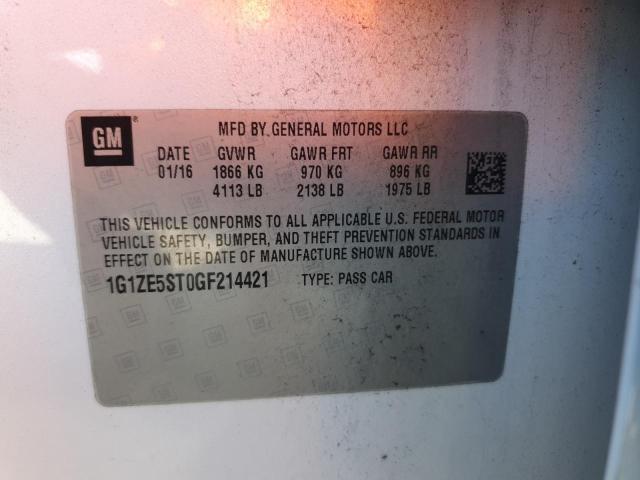 GM ®
MFD BY GENERAL MOTORS LLC
DATE GVWR GAWR FRT GAWR RR
01/16 1866 KG 970 KG 896 KG
4113 LB 2138 LB 1975 LB
THIS VEHICLE CONFORMS TO ALL APPLICABLE U.S. FEDERAL MOTOR
VEHICLE SAFETY, BUMPER, AND THEFT PREVENTION STANDARDS IN
EFFECT ON THE DATE OF MANUFACTURE SHOWN ABOVE.
1G1ZE5ST0GF214421 TYPE: PASS CAR